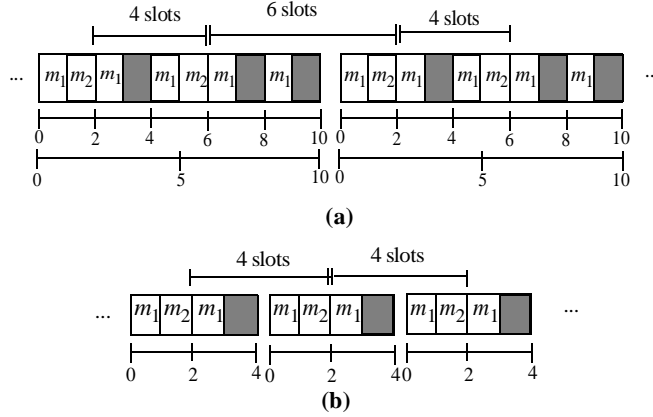 4 slots 6 slots 4 slots
... m1 m2 m1 m1 m2 m1 m1 m1 m2 m1 m1 m2 m1 m1 ...
0 2 4 6 8 10 0 2 4 6 8 10
0 5 10 0 5 10
(a)
4 slots 4 slots
... m1 m2 m1 m1 m2 m1 m1 m2 m1 ...
0 2 4 0 2 4 0 2 4
(b)